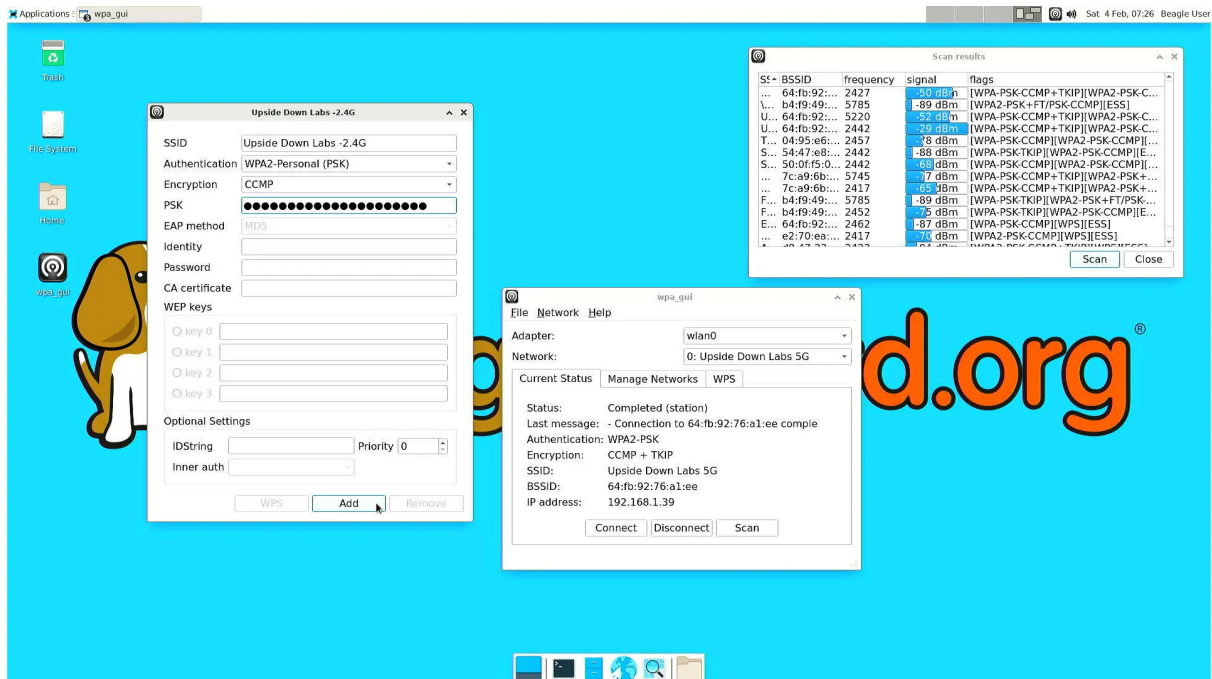 Applications
wpa_gui
Sat 4 Feb, 07:26 Beagle User
Trash
File System
Home
wpa_gui
Upside Down Labs -2.4G
SSID Upside Down Labs -2.4G
Authentication WPA2-Personal (PSK)
Encryption CCMP
PSK ●●●●●●●●●●●●●●●●●●●●●
EAP method MD5
Identity
Password
CA certificate
WEP keys
key 0
key 1
key 2
key 3
Optional Settings
IDString Priority 0
Inner auth
WPS Add Remove
Scan results
BSSID frequency signal flags
... 64:fb:92:... 2427 -50 dBm [WPA-PSK-CCMP+TKIP][WPA2-PSK-C...
\... b4:f9:49:... 5785 -89 dBm [WPA2-PSK+FT/PSK-CCMP][ESS]
U... 64:fb:92:... 5220 -52 dBm [WPA-PSK-CCMP+TKIP][WPA2-PSK-C...
U... 64:fb:92:... 2442 -29 dBm [WPA-PSK-CCMP+TKIP][WPA2-PSK-C...
T... 04:95:e6:... 2457 -78 dBm [WPA-PSK-CCMP][WPA2-PSK-CCMP][...
S... 54:47:e8:... 2442 -88 dBm [WPA-PSK-TKIP][WPA2-PSK-CCMP][E...
S... 50:0f:f5:0... 2442 -68 dBm [WPA-PSK-CCMP][WPA2-PSK-CCMP][...
... 7c:a9:6b:... 5745 -77 dBm [WPA-PSK-CCMP+TKIP][WPA2-PSK+...
... 7c:a9:6b:... 2417 -65 dBm [WPA-PSK-CCMP+TKIP][WPA2-PSK+...
F... b4:f9:49:... 5785 -89 dBm [WPA-PSK-TKIP][WPA2-PSK+FT/PSK-...
F... b4:f9:49:... 2452 -75 dBm [WPA-PSK-TKIP][WPA2-PSK-CCMP][E...
E... 64:fb:92:... 2462 -87 dBm [WPA2-PSK-CCMP][WPS][ESS]
... e2:70:ea:... 2417 -70 dBm [WPA2-PSK-CCMP][WPS][ESS]
Scan Close
wpa_gui
File Network Help
Adapter: wlan0
Network: 0: Upside Down Labs 5G
Current Status Manage Networks WPS
Status: Completed (station)
Last message: - Connection to 64:fb:92:76:a1:ee comple
Authentication: WPA2-PSK
Encryption: CCMP + TKIP
SSID: Upside Down Labs 5G
BSSID: 64:fb:92:76:a1:ee
IP address: 192.168.1.39
Connect Disconnect Scan
d.org®